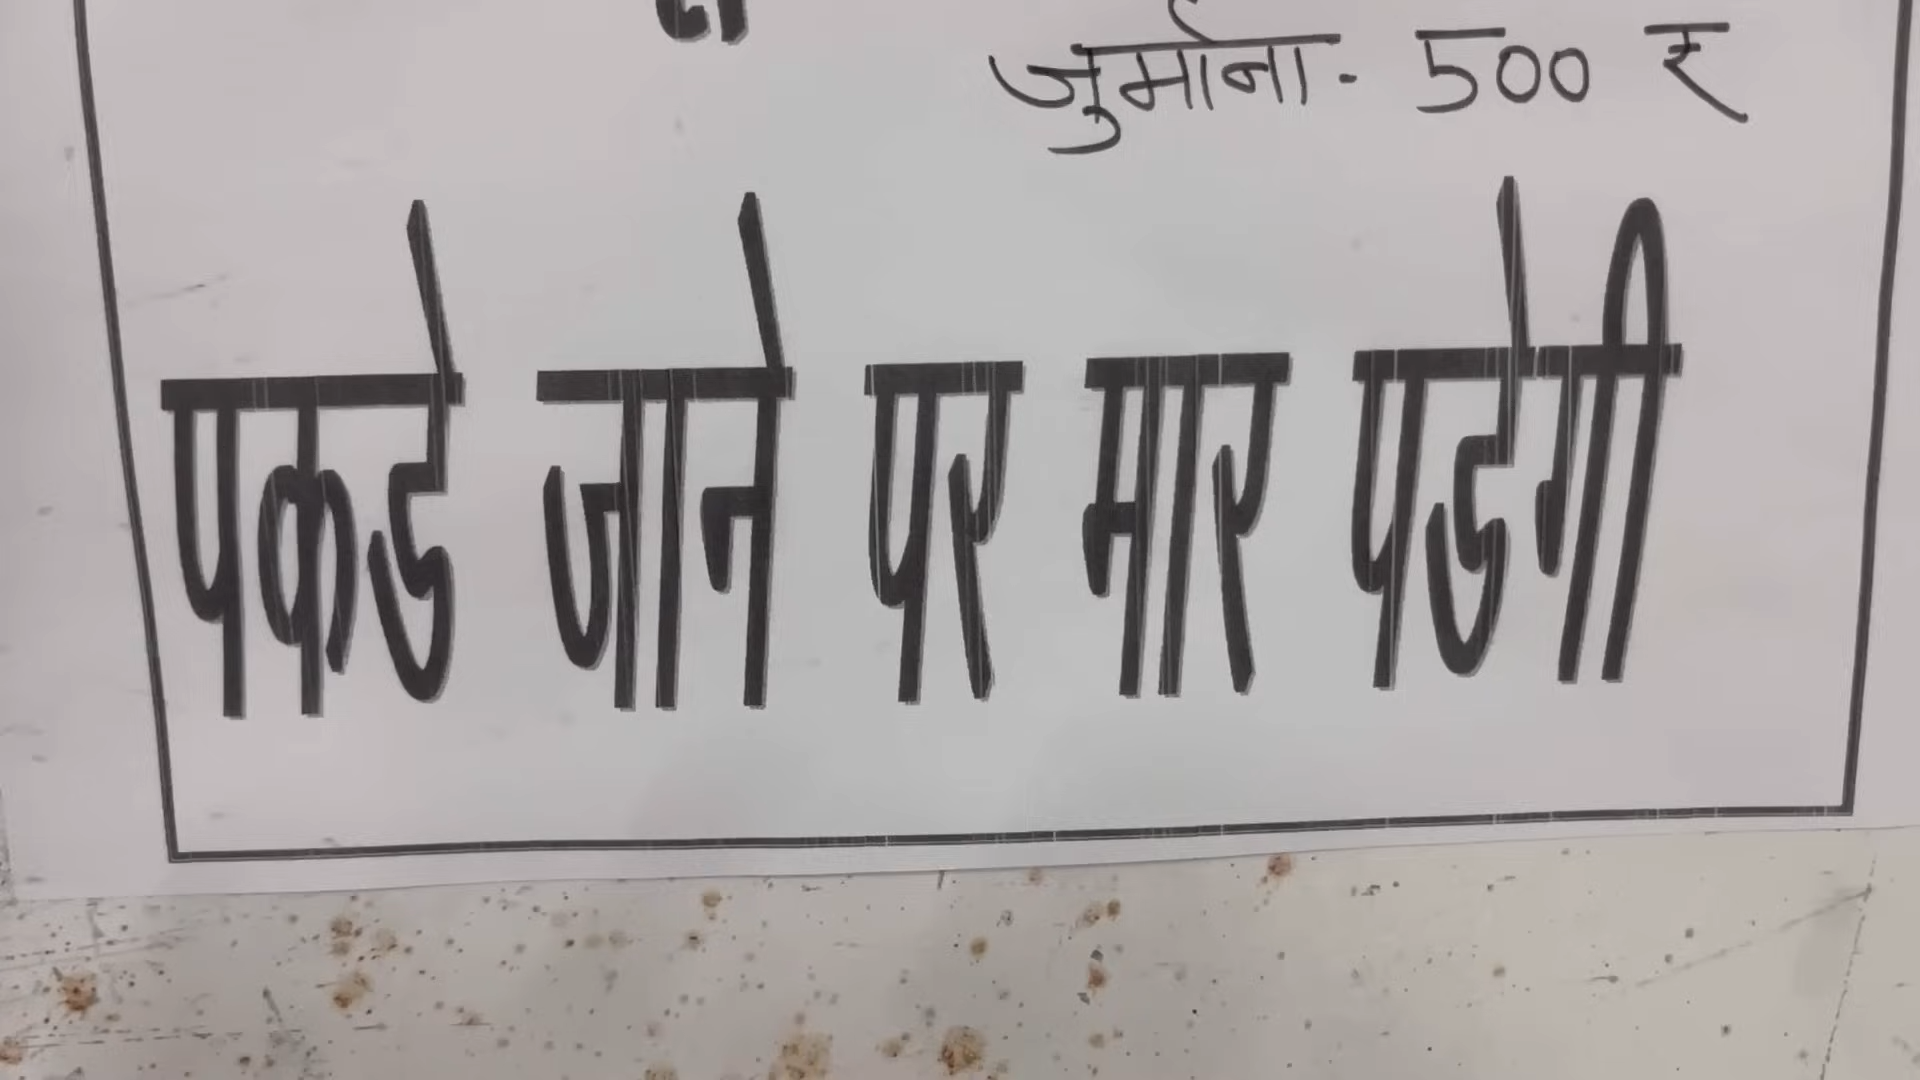 जुर्माना - 500 ₹
पकडे जाने पर मार पडेगी